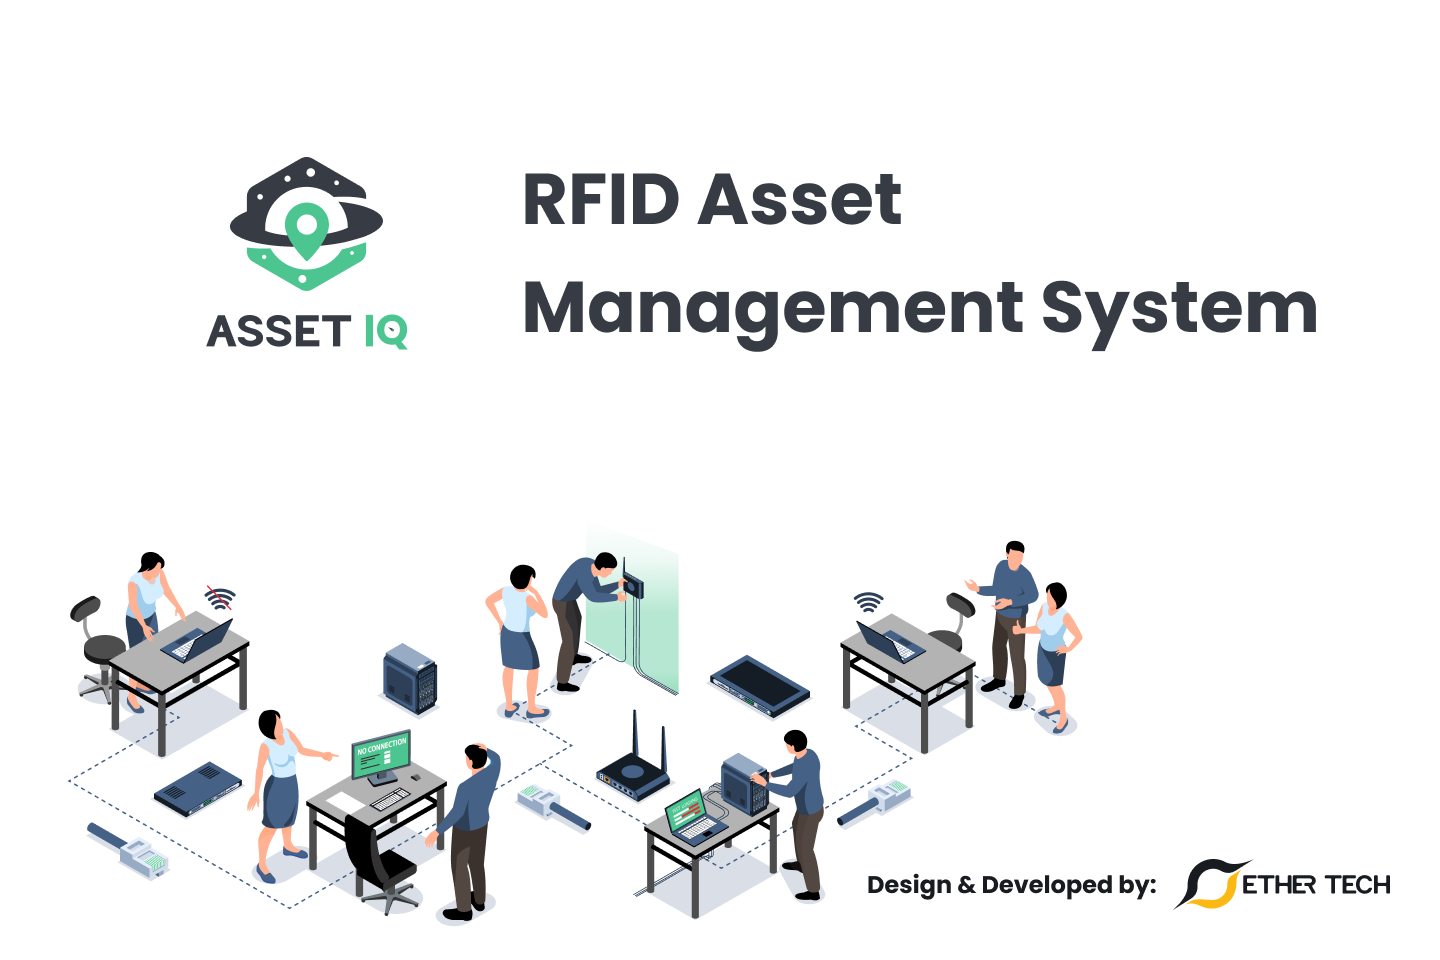 RFID Asset
Management System
ASSET IQ
NO CONNECTION
Design & Developed by:
ETHER TECH